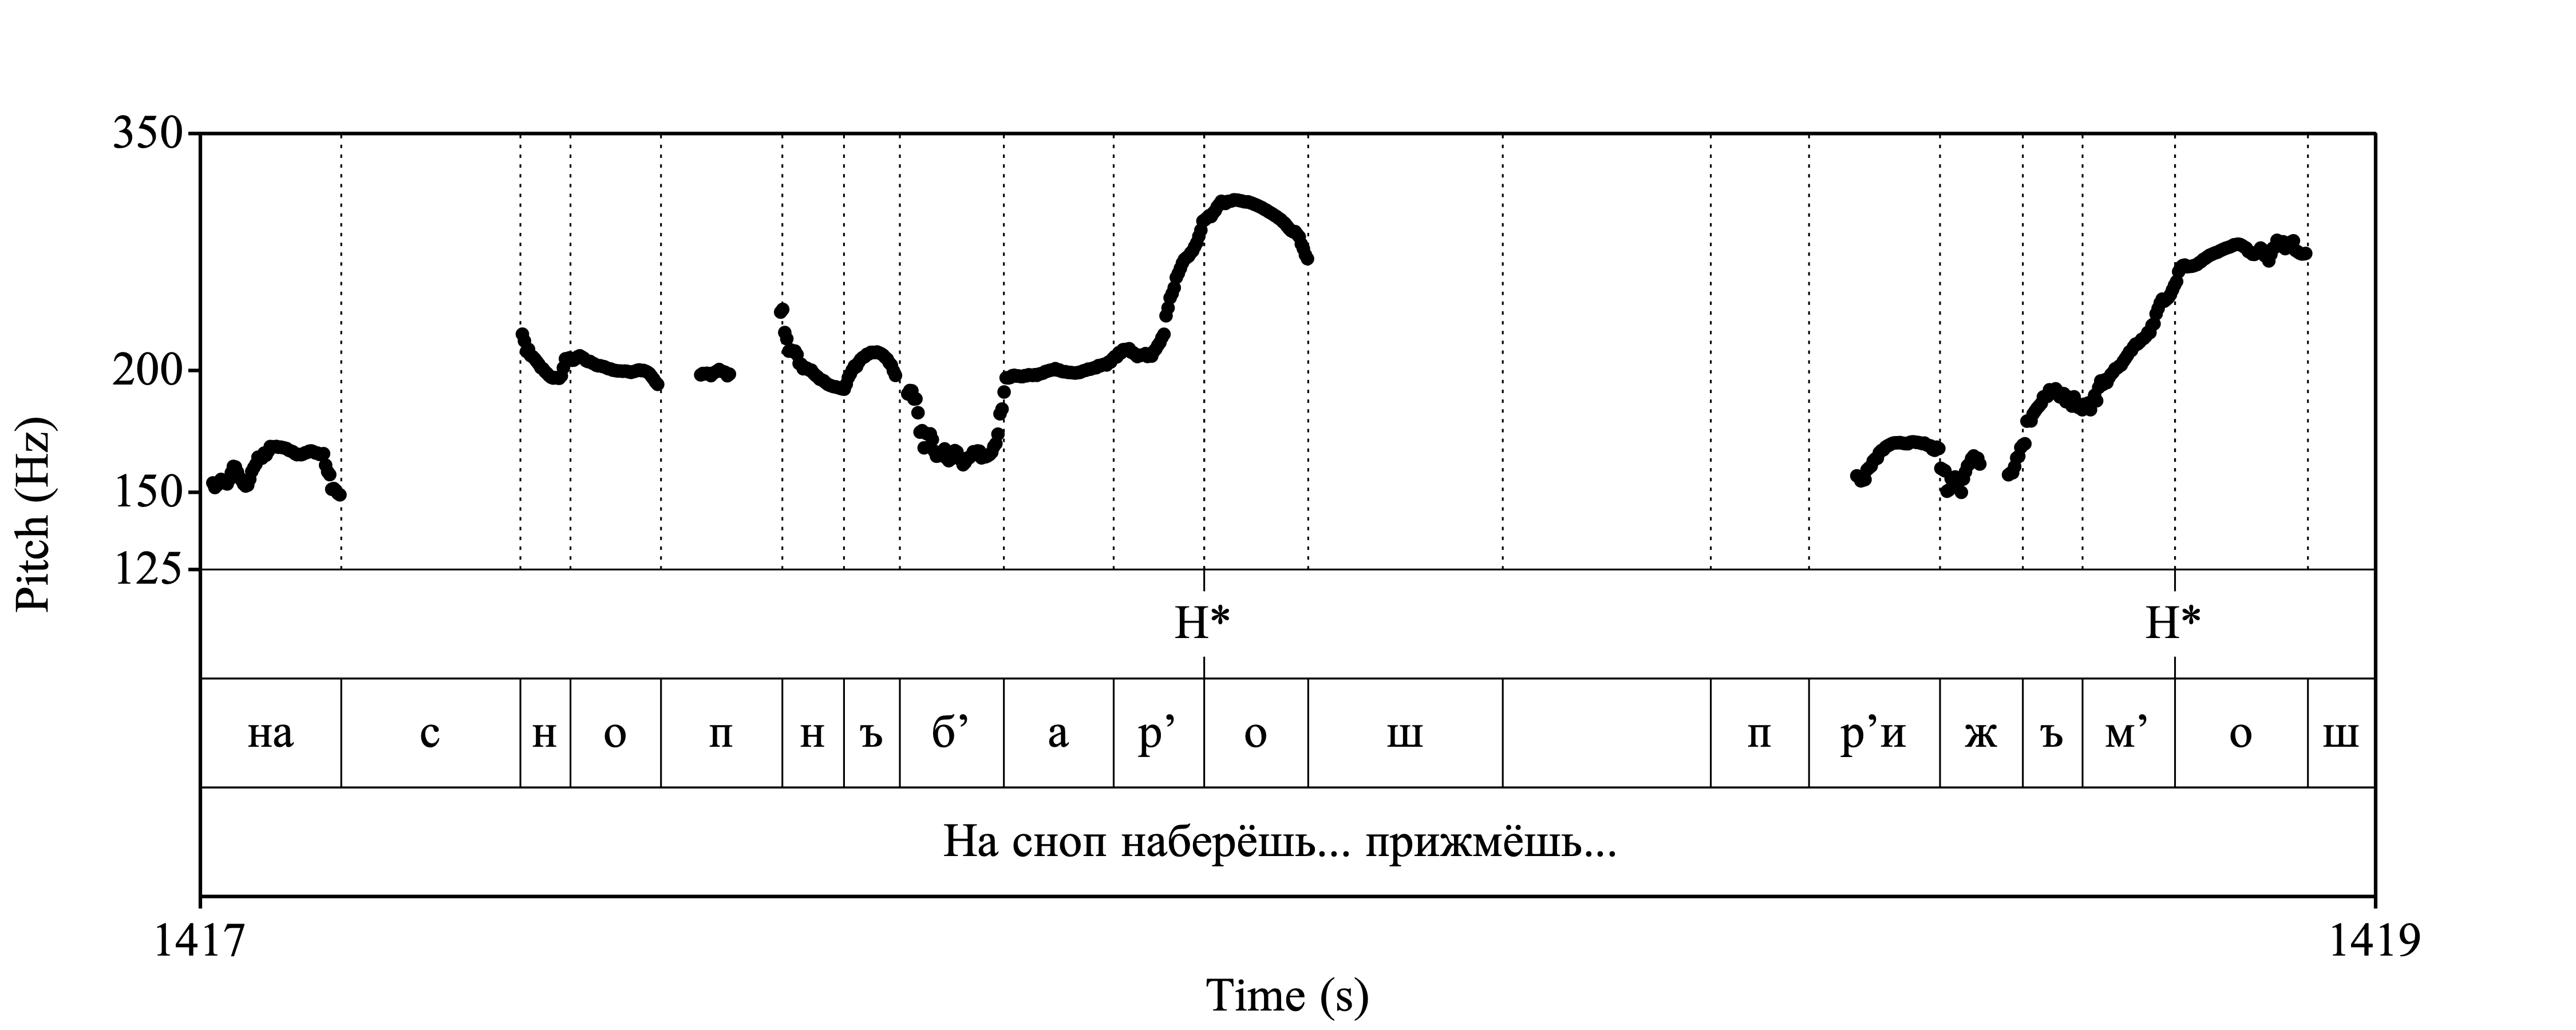 350
200
150
125
Pitch (Hz)
H* H*
на с н о п н ъ б’ а р’ о ш п р’и ж ъ м’ о ш
На сноп наберёшь... прижмёшь...
1417 1419
Time (s)